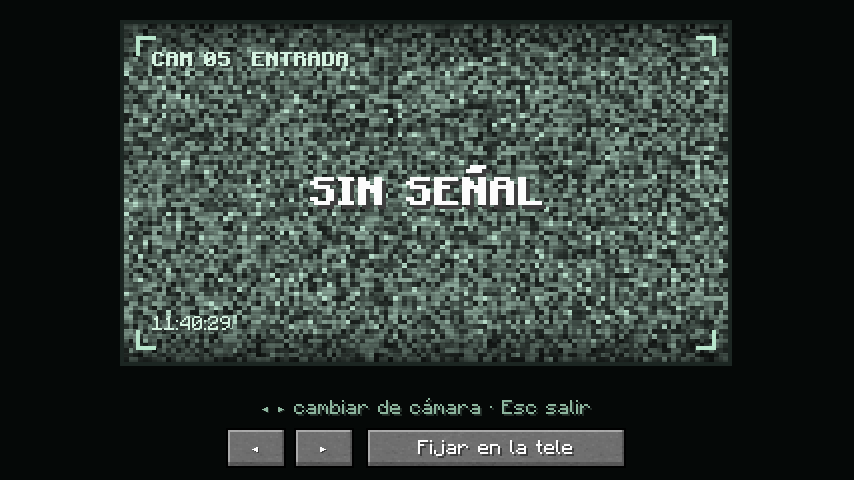 CAM 05 ENTRADA
SIN SEÑAL
11:40:29
◂ ▸ cambiar de cámara · Esc salir
◂ ▸ Fijar en la tele